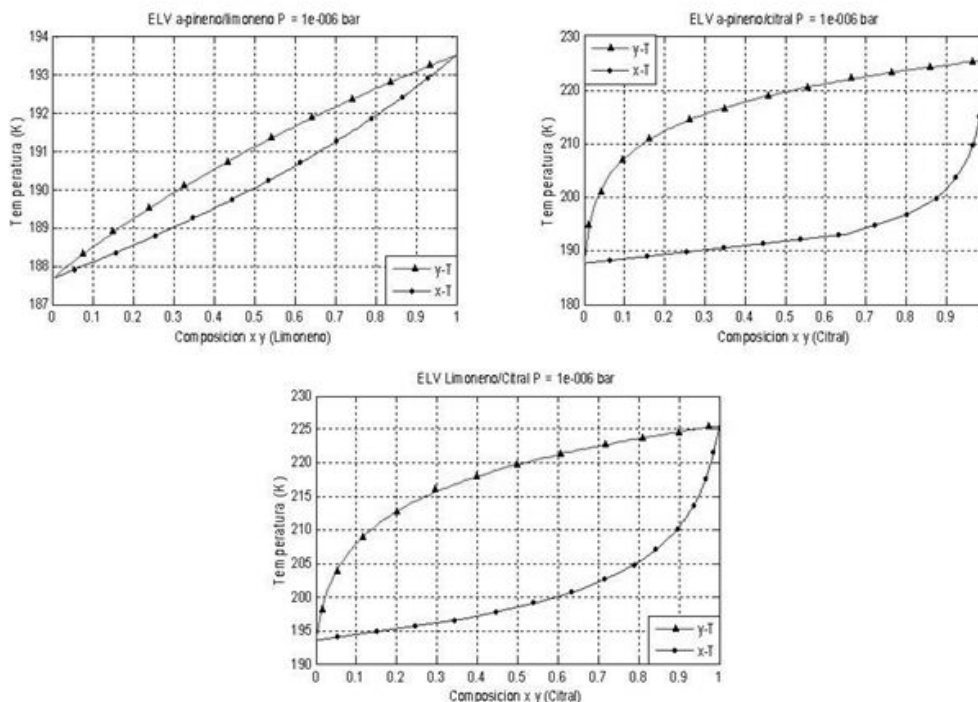 ELV a-pineno/limoneno P = 1e-006 bar
194
193
192
191
190
189
188
187
Temperatura (K)
0 0.1 0.2 0.3 0.4 0.5 0.6 0.7 0.8 0.9 1
Composicion x y (Limoneno)
y-T
x-T
ELV a-pineno/citral P = 1e-006 bar
230
220
210
200
190
180
Temperatura (K)
0 0.1 0.2 0.3 0.4 0.5 0.6 0.7 0.8 0.9
Composicion x y (Citral)
y-T
x-T
ELV Limoneno/Citral P = 1e-006 bar
230
225
220
215
210
205
200
195
190
Temperatura (K)
0 0.1 0.2 0.3 0.4 0.5 0.6 0.7 0.8 0.9 1
Composicion x y (Citral)
y-T
x-T